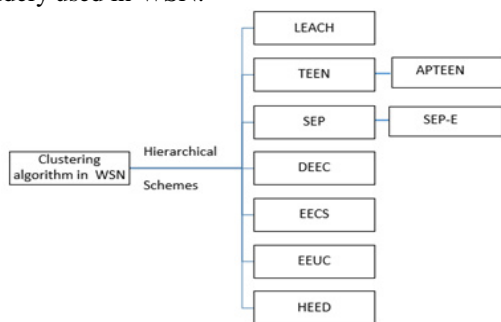 used in WSN.
LEACH
TEEN
APTEEN
SEP
SEP-E
Clustering
algorithm in WSN
Hierarchical
Schemes
DEEC
EECS
EEUC
HEED